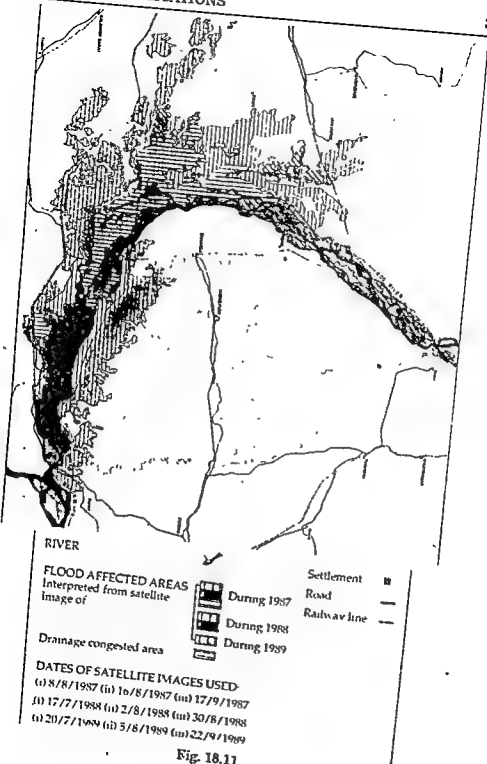 RIVER
FLOOD AFFECTED AREAS
Interpreted from satellite
Image of
During 1987
During 1988
During 1989
Drainage congested area
Settlement
Road
Railway line
DATES OF SATELLITE IMAGES USED
(i) 8/8/1987 (ii) 16/8/1987 (iii) 17/9/1987
(i) 17/7/1988 (ii) 2/8/1988 (iii) 30/8/1988
(i) 20/7/1989 (ii) 5/8/1989 (iii) 22/9/1989
Fig. 18.11